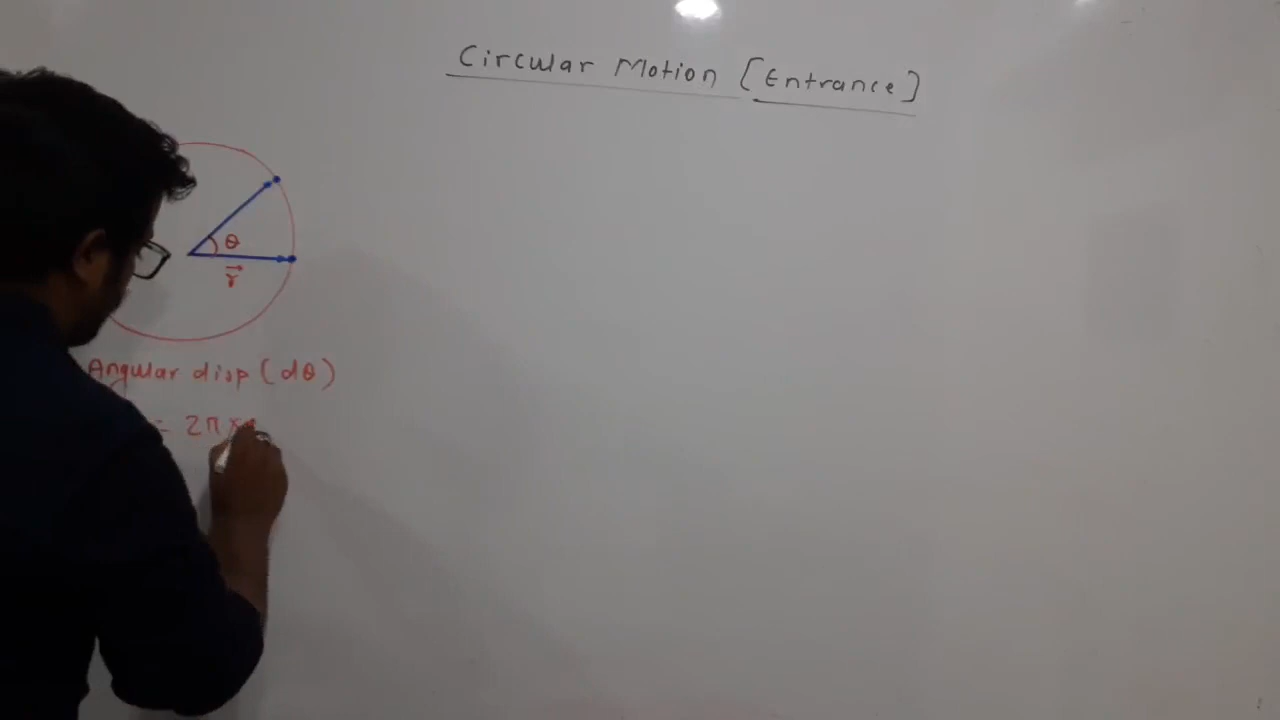 Circular Motion [Entrance]
θ
r⃗
Angular disp (dθ)
= 2π ×